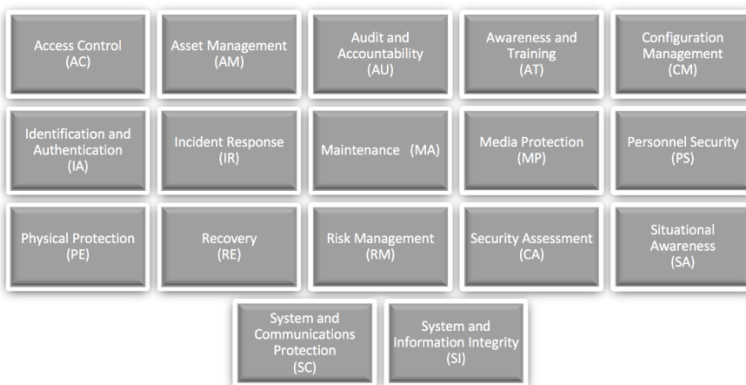 Access Control
(AC)
Asset Management
(AM)
Audit and
Accountability
(AU)
Awareness and
Training
(AT)
Configuration
Management
(CM)
Identification and
Authentication
(IA)
Incident Response
(IR)
Maintenance (MA)
Media Protection
(MP)
Personnel Security
(PS)
Physical Protection
(PE)
Recovery
(RE)
Risk Management
(RM)
Security Assessment
(CA)
Situational
Awareness
(SA)
System and
Communications
Protection
(SC)
System and
Information Integrity
(SI)